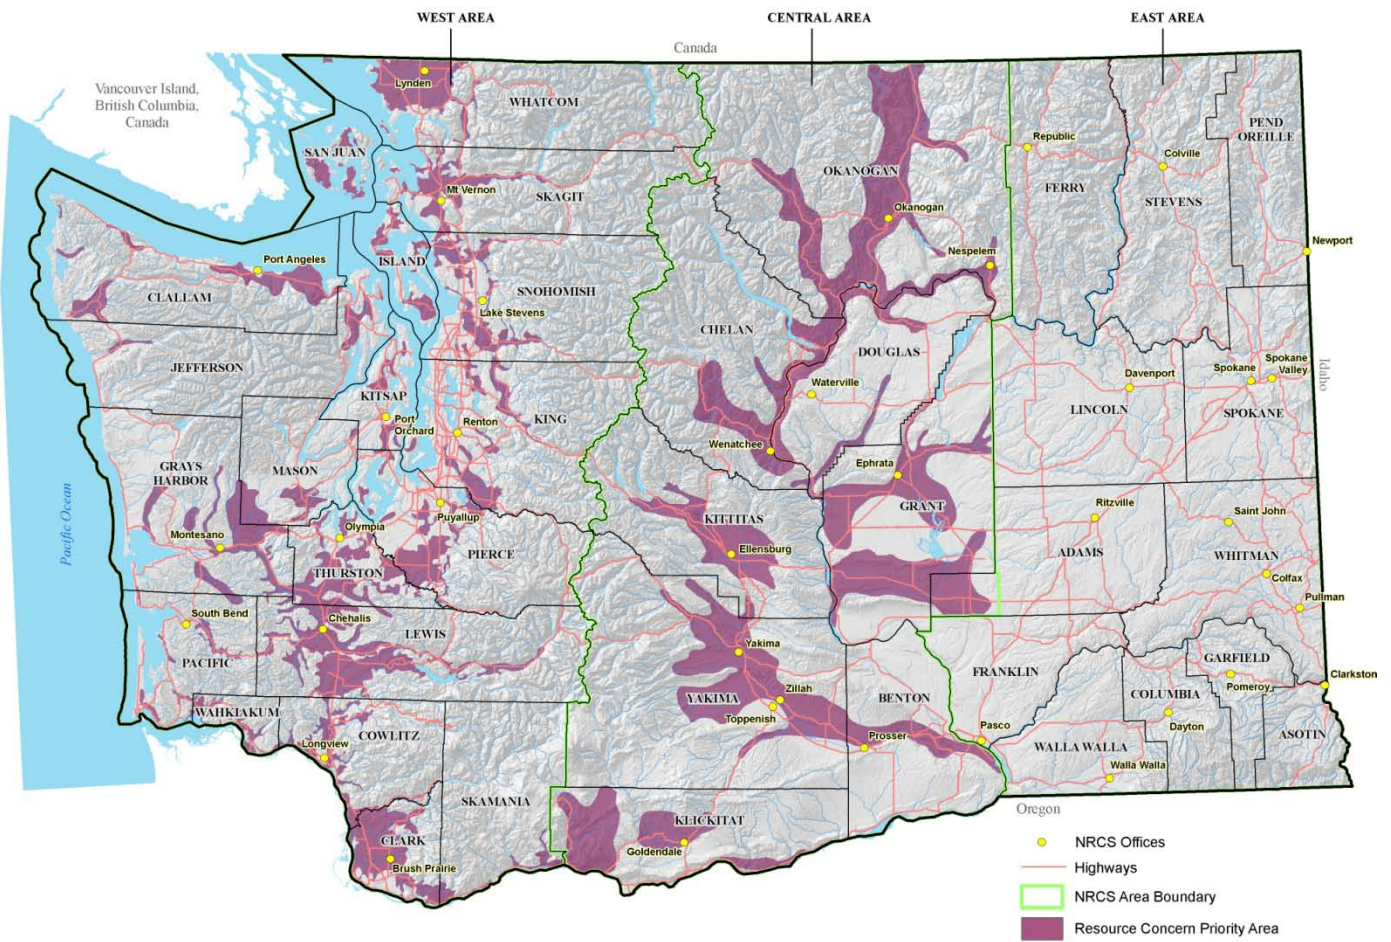 WEST AREA
CENTRAL AREA
EAST AREA
Canada
Vancouver Island,
British Columbia,
Canada
Lynden
WHATCOM
SAN JUAN
OKANOGAN
Republic
Colville
PEND
OREILLE
FERRY
STEVENS
Mt Vernon
SKAGIT
Okanogan
Nespelem
Newport
Port Angeles
ISLAND
CLALLAM
SNOHOMISH
Lake Stevens
CHELAN
DOUGLAS
JEFFERSON
KITSAP
Port
Orchard
Renton
KING
Waterville
Davenport
LINCOLN
Spokane
Spokane
Valley
SPOKANE
Idaho
Wenatchee
Ephrata
GRAYS
HARBOR
MASON
Pacific Ocean
Puyallup
KITTITAS
GRANT
Ritzville
Saint John
Montesano
Olympia
PIERCE
Ellensburg
ADAMS
WHITMAN
THURSTON
Colfax
Pullman
South Bend
Chehalis
LEWIS
Yakima
PACIFIC
FRANKLIN
GARFIELD
Pomeroy
Clarkston
YAKIMA
Zillah
Toppenish
BENTON
COLUMBIA
Dayton
WAHKIAKUM
COWLITZ
Longview
Prosser
Pasco
WALLA WALLA
Walla Walla
ASOTIN
SKAMANIA
KLICKITAT
Goldendale
Oregon
CLARK
Brush Prairie
NRCS Offices
Highways
NRCS Area Boundary
Resource Concern Priority Area